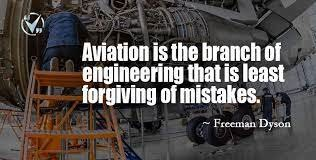 Aviation is the branch of
engineering that is least
forgiving of mistakes.
~ Freeman Dyson